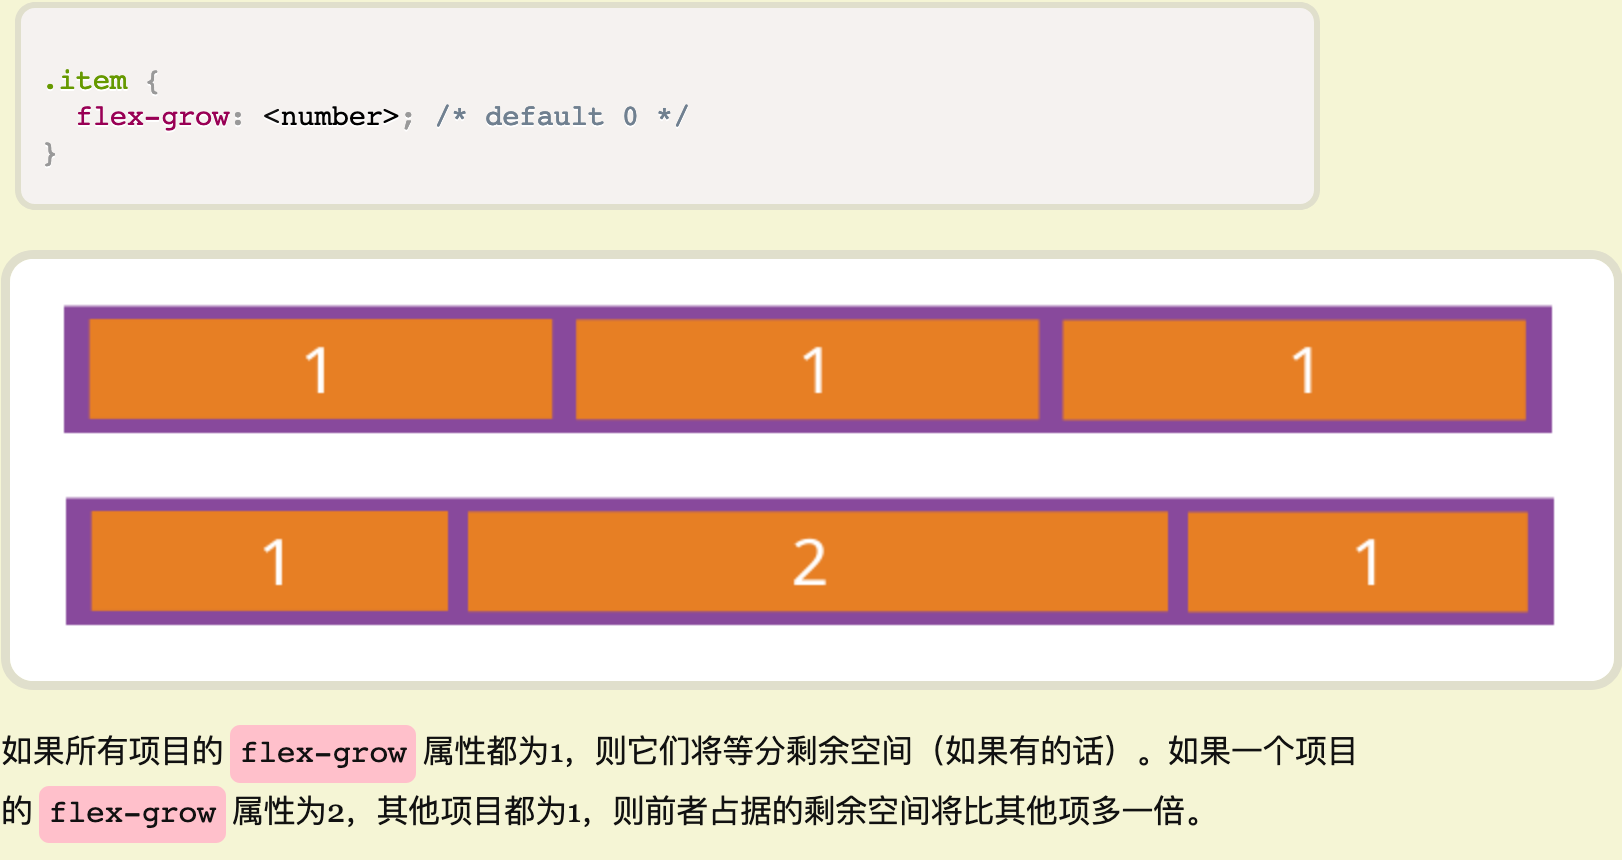 .item {
  flex-grow: <number>; /* default 0 */
}
1 1 1
1 2 1
如果所有项目的 flex-grow 属性都为1，则它们将等分剩余空间（如果有的话）。如果一个项目
的 flex-grow 属性为2，其他项目都为1，则前者占据的剩余空间将比其他项多一倍。